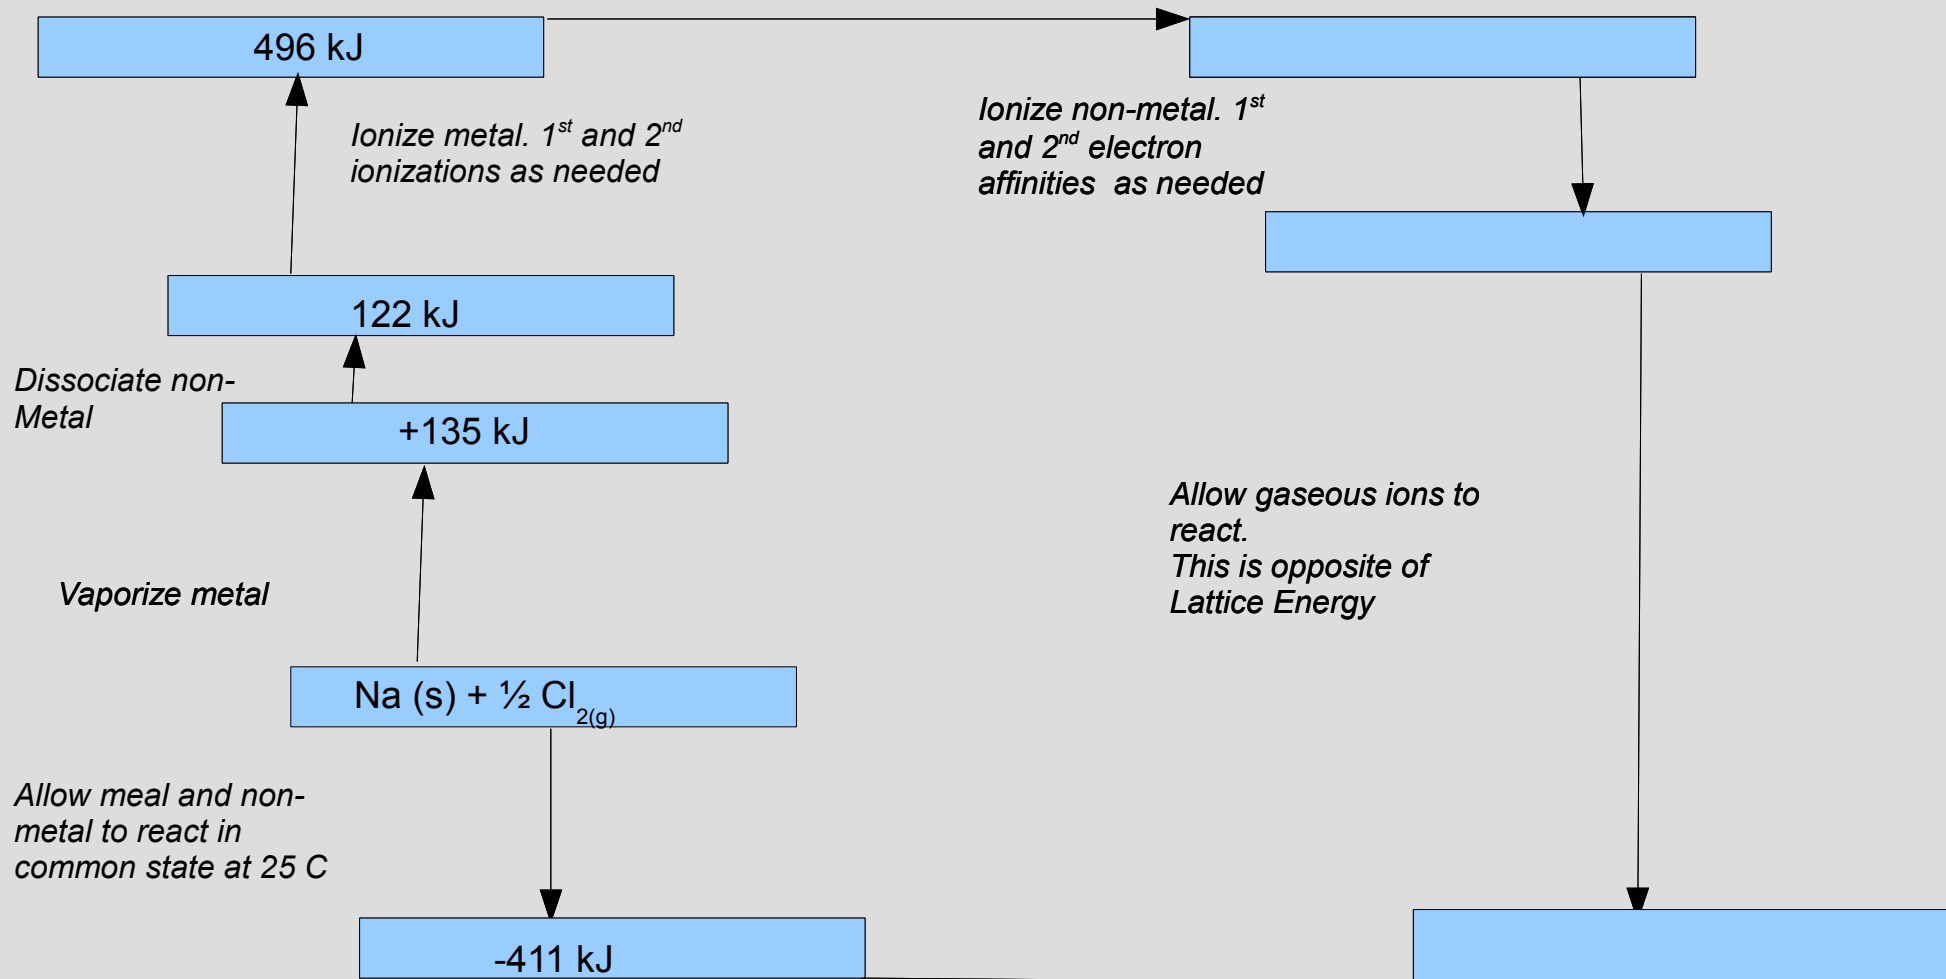 496 kJ
Ionize metal. 1st and 2nd
ionizations as needed
Ionize non-metal. 1st
and 2nd electron
affinities as needed
122 kJ
Dissociate non-
Metal
+135 kJ
Vaporize metal
Allow gaseous ions to
react.
This is opposite of
Lattice Energy
Na (s) + ½ Cl2(g)
Allow meal and non-
metal to react in
common state at 25 C
-411 kJ